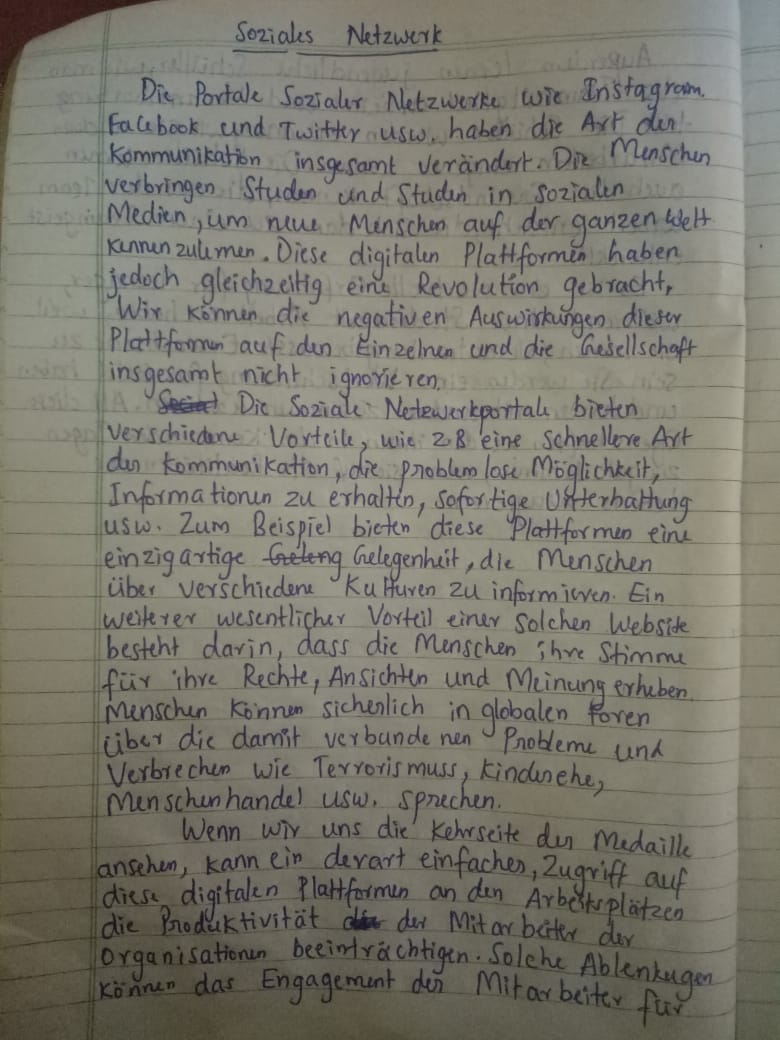 Soziales Netzwerk
Die Portale Sozialer Netzwerke wie Instagram,
Facebook und Twitter usw. haben die Art der
Kommunikation insgesamt verändert. Die Menschen
verbringen Studen und Studen in sozialen
Medien, um neue Menschen auf der ganzen Welt
kennenzulernen. Diese digitalen Plattformen haben
jedoch gleichzeitig eine Revolution gebracht,
Wir können die negativen Auswirkungen dieser
Plattformen auf den Einzelnen und die Gesellschaft
insgesamt nicht ignorieren.
Die Soziale Netzwerkportale bieten
verschiedene Vorteile, wie z.B eine schnellere Art
der Kommunikation, die problemlose Möglichkeit,
Informationen zu erhalten, sofortige Unterhaltung
usw. Zum Beispiel bieten diese Plattformen eine
einzigartige Gelegenheit, die Menschen
über verschiedene Kulturen zu informieren. Ein
weiterer wesentlicher Vorteil einer solchen Website
besteht darin, dass die Menschen ihre Stimme
für ihre Rechte, Ansichten und Meinung erheben.
Menschen können sicherlich in globalen Foren
über die damit verbundenen Probleme und
Verbrechen wie Terrorismuss, kinderehe,
Menschenhandel usw. sprechen.
Wenn wir uns die Kehrseite der Medaille
ansehen, kann ein derart einfacher, Zugriff auf
diese digitalen Plattformen an den Arbeitsplätzen
die Produktivität der Mitarbeiter der
Organisationen beeinträchtigen. Solche Ablenkugen
können das Engagement der Mitarbeiter für